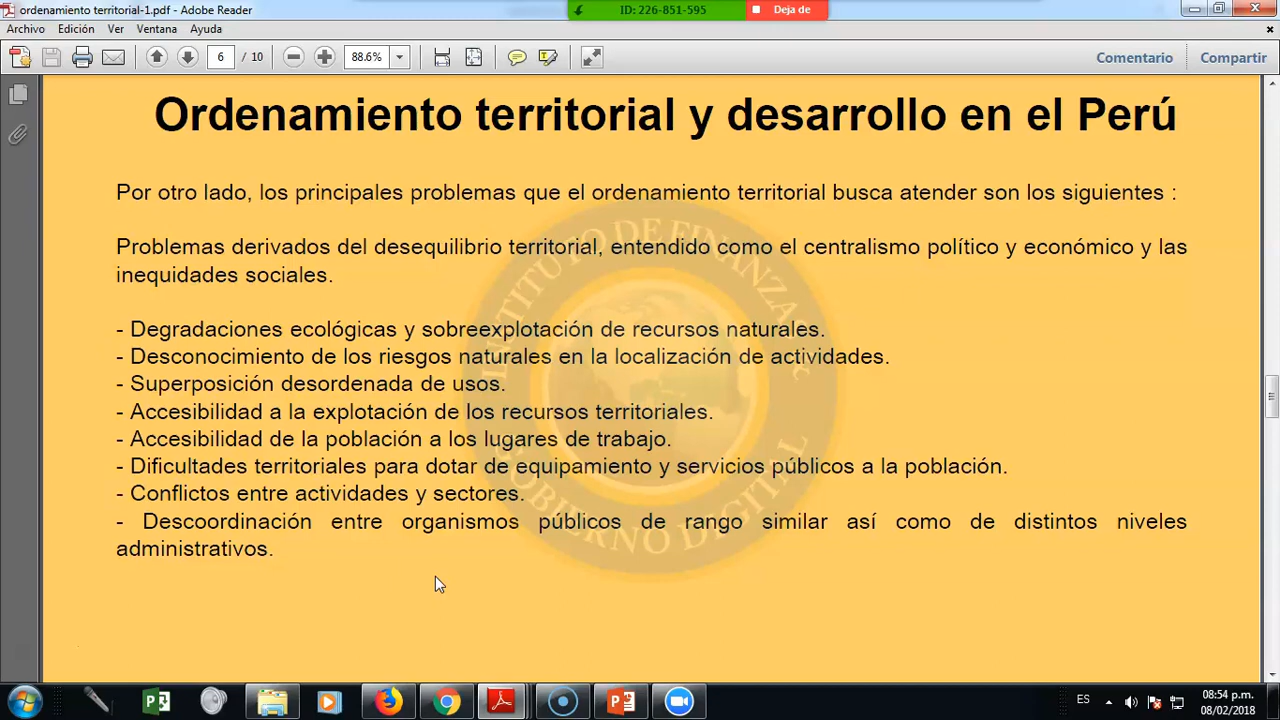 ordenamiento territorial-1.pdf - Adobe Reader
ID: 226-851-595
Deja de
Archivo Edición Ver Ventana Ayuda
6 / 10 88.6% Comentario Compartir
Ordenamiento territorial y desarrollo en el Perú
Por otro lado, los principales problemas que el ordenamiento territorial busca atender son los siguientes :
Problemas derivados del desequilibrio territorial, entendido como el centralismo político y económico y las
inequidades sociales.
- Degradaciones ecológicas y sobreexplotación de recursos naturales.
- Desconocimiento de los riesgos naturales en la localización de actividades.
- Superposición desordenada de usos.
- Accesibilidad a la explotación de los recursos territoriales.
- Accesibilidad de la población a los lugares de trabajo.
- Dificultades territoriales para dotar de equipamiento y servicios públicos a la población.
- Conflictos entre actividades y sectores.
- Descoordinación entre organismos públicos de rango similar así como de distintos niveles
administrativos.
INSTITUTO DE FINANZAS
GOBIERNO DIGITAL
ES
08:54 p.m.
08/02/2018